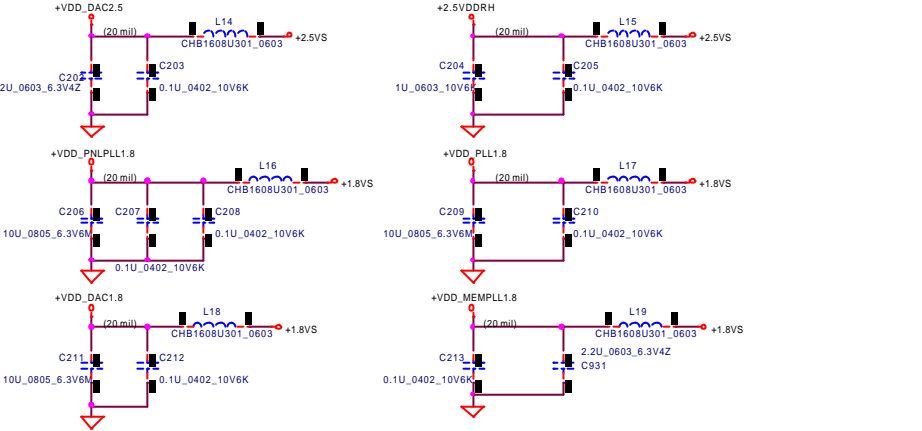 +VDD_DAC2.5
(20 mil)
L14
CHB1608U301_0603
+2.5VS
C202
2U_0603_6.3V4Z
C203
0.1U_0402_10V6K
+2.5VDDRH
(20 mil)
L15
CHB1608U301_0603
+2.5VS
C204
1U_0603_10V6K
C205
0.1U_0402_10V6K
+VDD_PNLPLL1.8
(20 mil)
L16
CHB1608U301_0603
+1.8VS
C206
10U_0805_6.3V6M
C207
0.1U_0402_10V6K
C208
0.1U_0402_10V6K
+VDD_PLL1.8
(20 mil)
L17
CHB1608U301_0603
+1.8VS
C209
10U_0805_6.3V6M
C210
0.1U_0402_10V6K
+VDD_DAC1.8
(20 mil)
L18
CHB1608U301_0603
+1.8VS
C211
10U_0805_6.3V6M
C212
0.1U_0402_10V6K
+VDD_MEMPLL1.8
(20 mil)
L19
CHB1608U301_0603
+1.8VS
C213
0.1U_0402_10V6K
2.2U_0603_6.3V4Z
C931